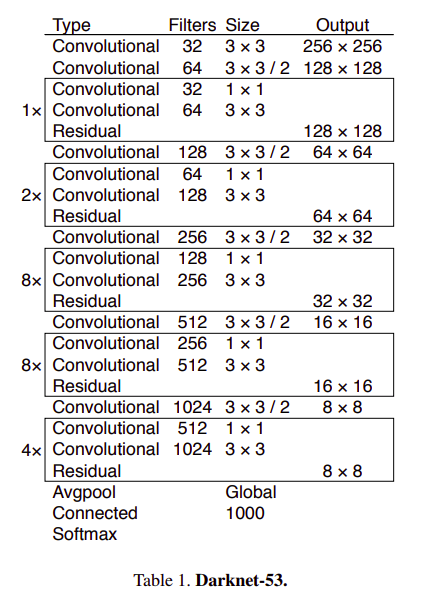 Type Filters Size Output
Convolutional 32 3 × 3 256 × 256
Convolutional 64 3 × 3 / 2 128 × 128
Convolutional 32 1 × 1
1× Convolutional 64 3 × 3
Residual 128 × 128
Convolutional 128 3 × 3 / 2 64 × 64
Convolutional 64 1 × 1
2× Convolutional 128 3 × 3
Residual 64 × 64
Convolutional 256 3 × 3 / 2 32 × 32
Convolutional 128 1 × 1
8× Convolutional 256 3 × 3
Residual 32 × 32
Convolutional 512 3 × 3 / 2 16 × 16
Convolutional 256 1 × 1
8× Convolutional 512 3 × 3
Residual 16 × 16
Convolutional 1024 3 × 3 / 2 8 × 8
Convolutional 512 1 × 1
4× Convolutional 1024 3 × 3
Residual 8 × 8
Avgpool Global
Connected 1000
Softmax
Table 1. Darknet-53.